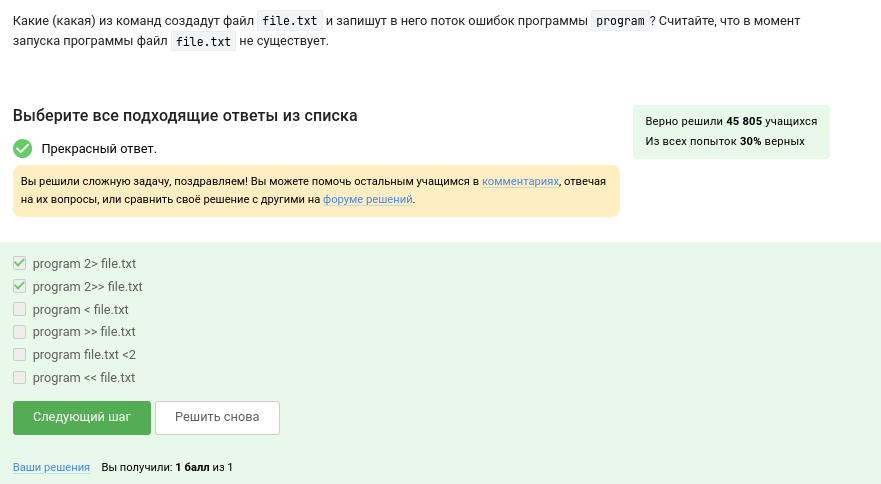 Какие (какая) из команд создадут файл file.txt и запишут в него поток ошибок программы program? Считайте, что в момент
запуска программы файл file.txt не существует.
Выберите все подходящие ответы из списка
Верно решили 45 805 учащихся
Из всех попыток 30% верных
Прекрасный ответ.
Вы решили сложную задачу, поздравляем! Вы можете помочь остальным учащимся в комментариях, отвечая
на их вопросы, или сравнить своё решение с другими на форуме решений.
program 2> file.txt
program 2>> file.txt
program < file.txt
program >> file.txt
program file.txt <2
program << file.txt
Следующий шаг Решить снова
Ваши решения Вы получили: 1 балл из 1